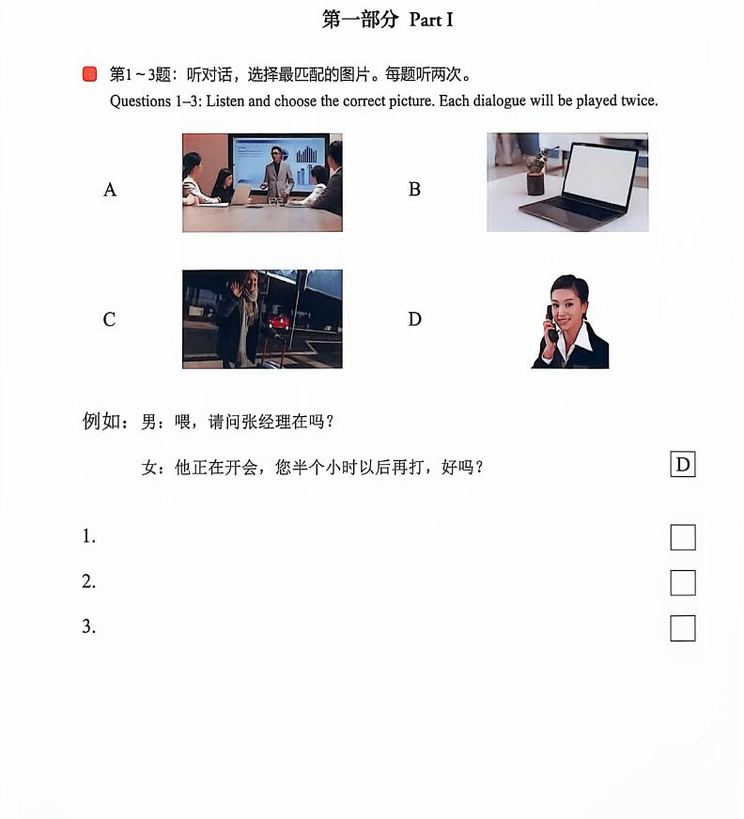 第一部分 Part I
第1~3题：听对话，选择最匹配的图片。每题听两次。
Questions 1–3: Listen and choose the correct picture. Each dialogue will be played twice.
A
B
C
D
例如：男：喂，请问张经理在吗？
女：他正在开会，您半个小时以后再打，好吗？
D
1.
2.
3.